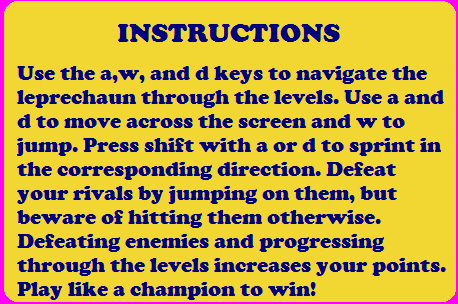 INSTRUCTIONS
Use the a,w, and d keys to navigate the
leprechaun through the levels. Use a and
d to move across the screen and w to
jump. Press shift with a or d to sprint in
the corresponding direction. Defeat
your rivals by jumping on them, but
beware of hitting them otherwise.
Defeating enemies and progressing
through the levels increases your points.
Play like a champion to win!